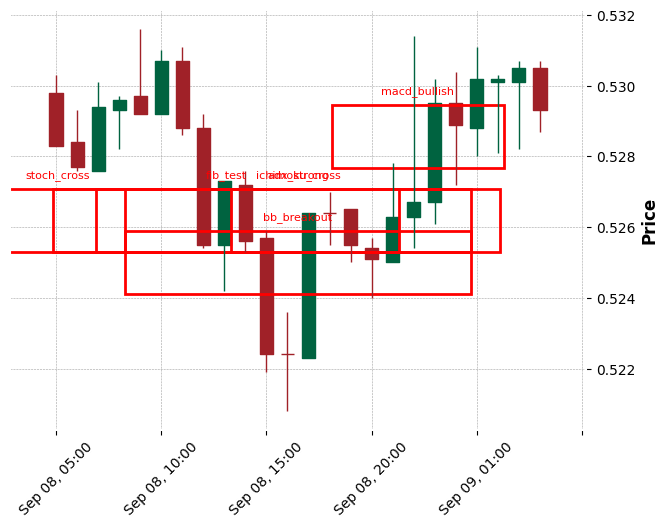 0.532
0.530
macd_bullish
0.528
stoch_cross
0.526
bb_breakout
Price
0.524
0.522
Sep 08, 05:00
Sep 08, 10:00
Sep 08, 15:00
Sep 08, 20:00
Sep 09, 01:00